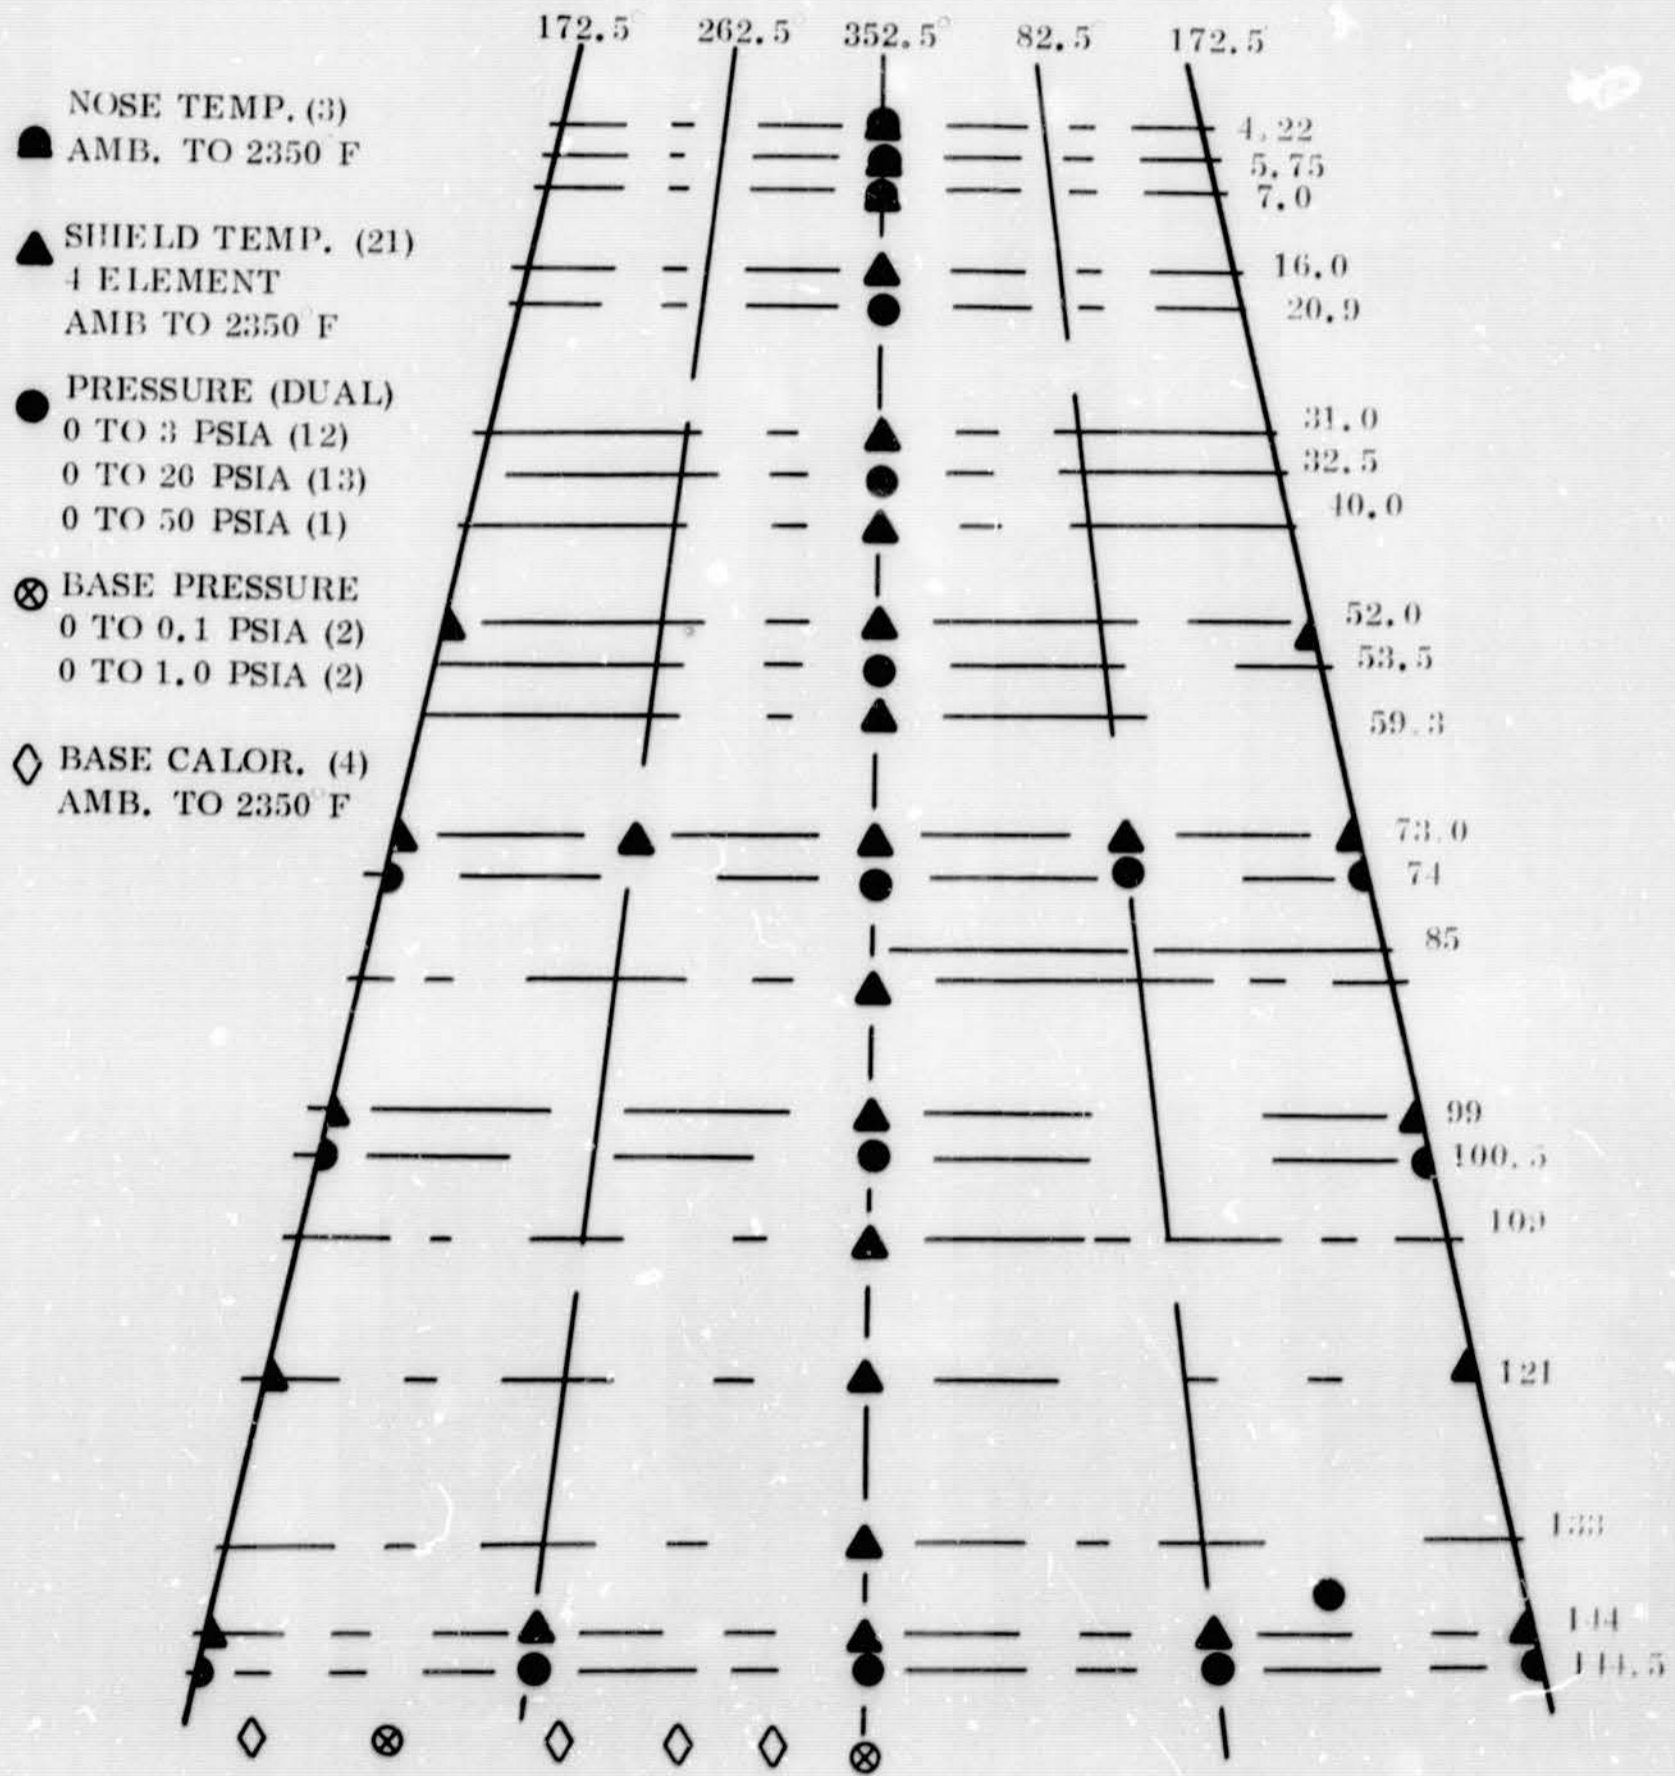 172.5° 262.5° 352.5° 82.5° 172.5°
NOSE TEMP. (3)
AMB. TO 2350°F
SHIELD TEMP. (21)
4 ELEMENT
AMB TO 2350°F
PRESSURE (DUAL)
0 TO 3 PSIA (12)
0 TO 20 PSIA (13)
0 TO 50 PSIA (1)
BASE PRESSURE
0 TO 0.1 PSIA (2)
0 TO 1.0 PSIA (2)
BASE CALOR. (4)
AMB. TO 2350°F
4.22
5.75
7.0
16.0
20.9
31.0
32.5
40.0
52.0
53.5
59.3
73.0
74
85
99
100.5
109
121
133
144
144.5